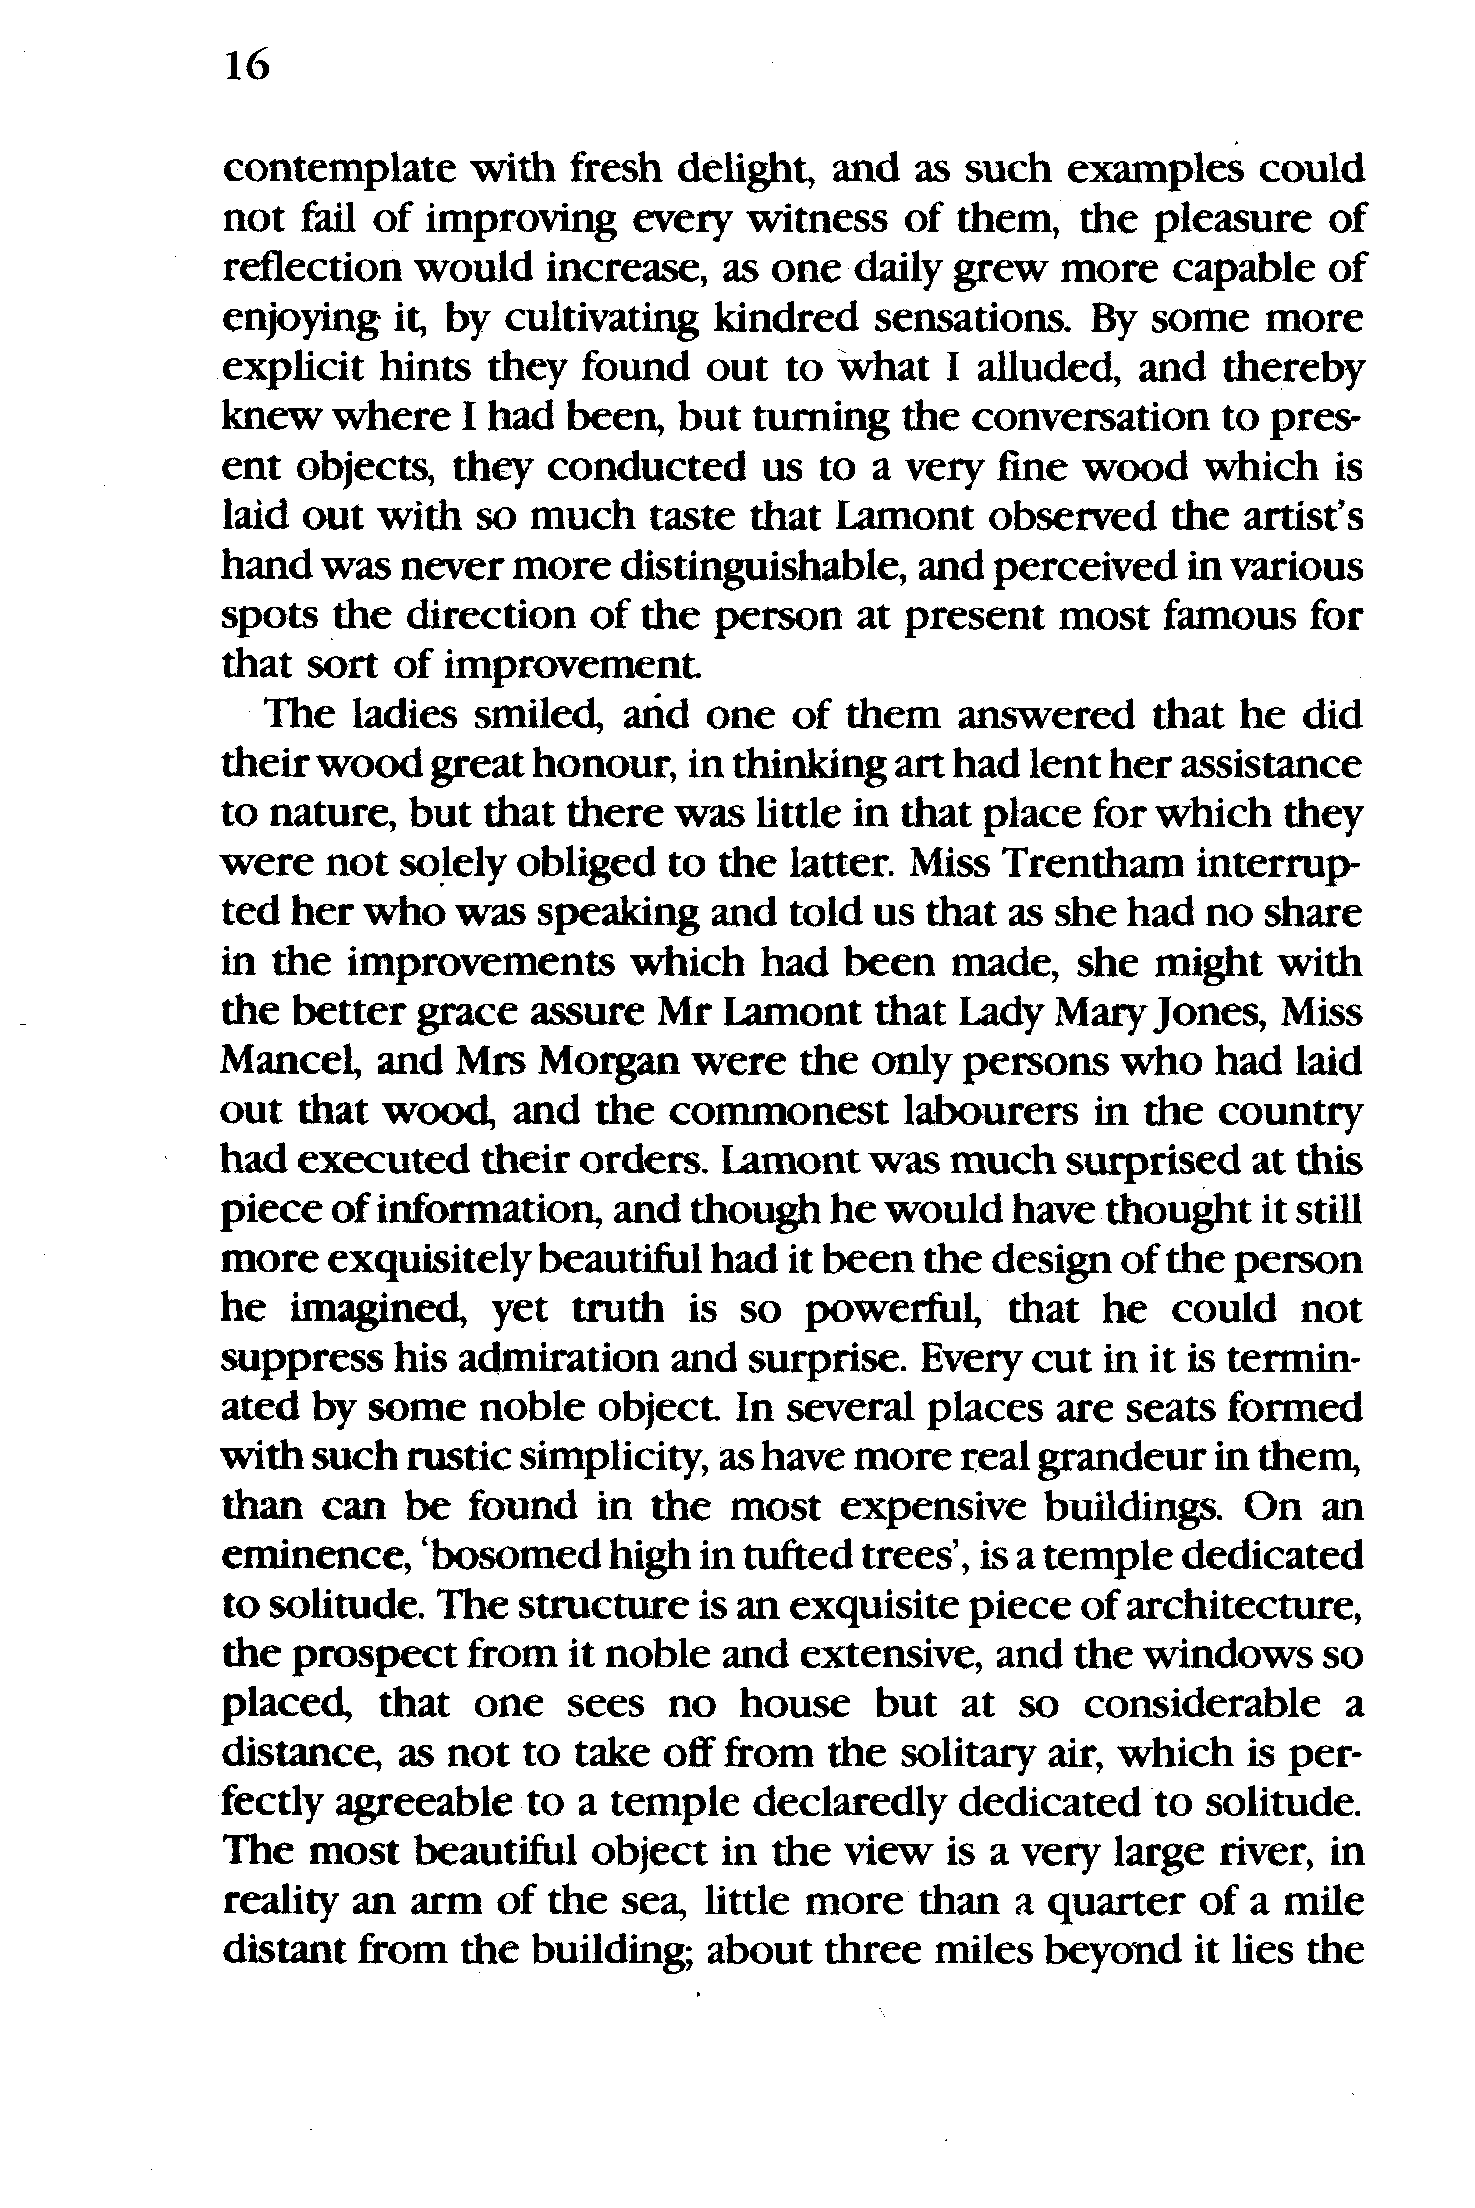 16
contemplate with fresh delight, and as such examples could
not fail of improving every witness of them, the pleasure of
reflection would increase, as one daily grew more capable of
enjoying it, by cultivating kindred sensations. By some more
explicit hints they found out to what I alluded, and thereby
knew where I had been, but turning the conversation to pres-
ent objects, they conducted us to a very fine wood which is
laid out with so much taste that Lamont observed the artist's
hand was never more distinguishable, and perceived in various
spots the direction of the person at present most famous for
that sort of improvement.
The ladies smiled, and one of them answered that he did
their wood great honour, in thinking art had lent her assistance
to nature, but that there was little in that place for which they
were not solely obliged to the latter. Miss Trentham interrup-
ted her who was speaking and told us that as she had no share
in the improvements which had been made, she might with
the better grace assure Mr Lamont that Lady Mary Jones, Miss
Mancel, and Mrs Morgan were the only persons who had laid
out that wood, and the commonest labourers in the country
had executed their orders. Lamont was much surprised at this
piece of information, and though he would have thought it still
more exquisitely beautiful had it been the design of the person
he imagined, yet truth is so powerful, that he could not
suppress his admiration and surprise. Every cut in it is termin-
ated by some noble object. In several places are seats formed
with such rustic simplicity, as have more real grandeur in them,
than can be found in the most expensive buildings. On an
eminence, 'bosomed high in tufted trees', is a temple dedicated
to solitude. The structure is an exquisite piece of architecture,
the prospect from it noble and extensive, and the windows so
placed, that one sees no house but at so considerable a
distance, as not to take off from the solitary air, which is per-
fectly agreeable to a temple declaredly dedicated to solitude.
The most beautiful object in the view is a very large river, in
reality an arm of the sea, little more than a quarter of a mile
distant from the building; about three miles beyond it lies the